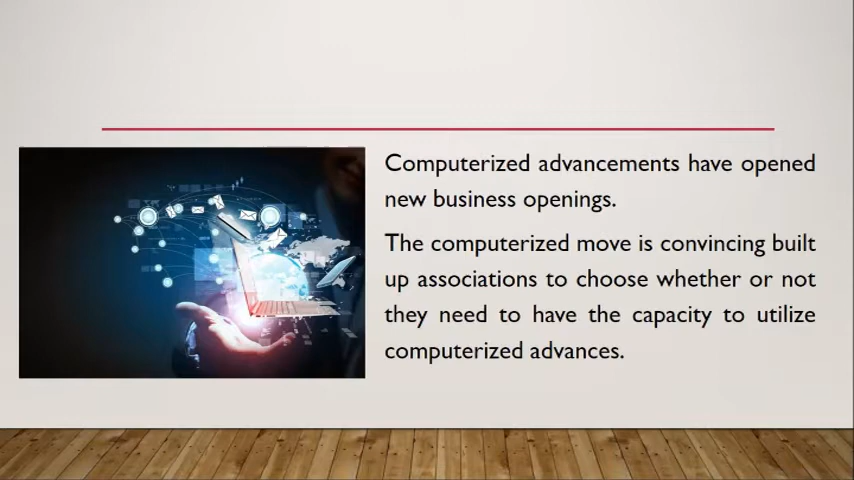 Computerized advancements have opened
new business openings.
The computerized move is convincing built
up associations to choose whether or not
they need to have the capacity to utilize
computerized advances.